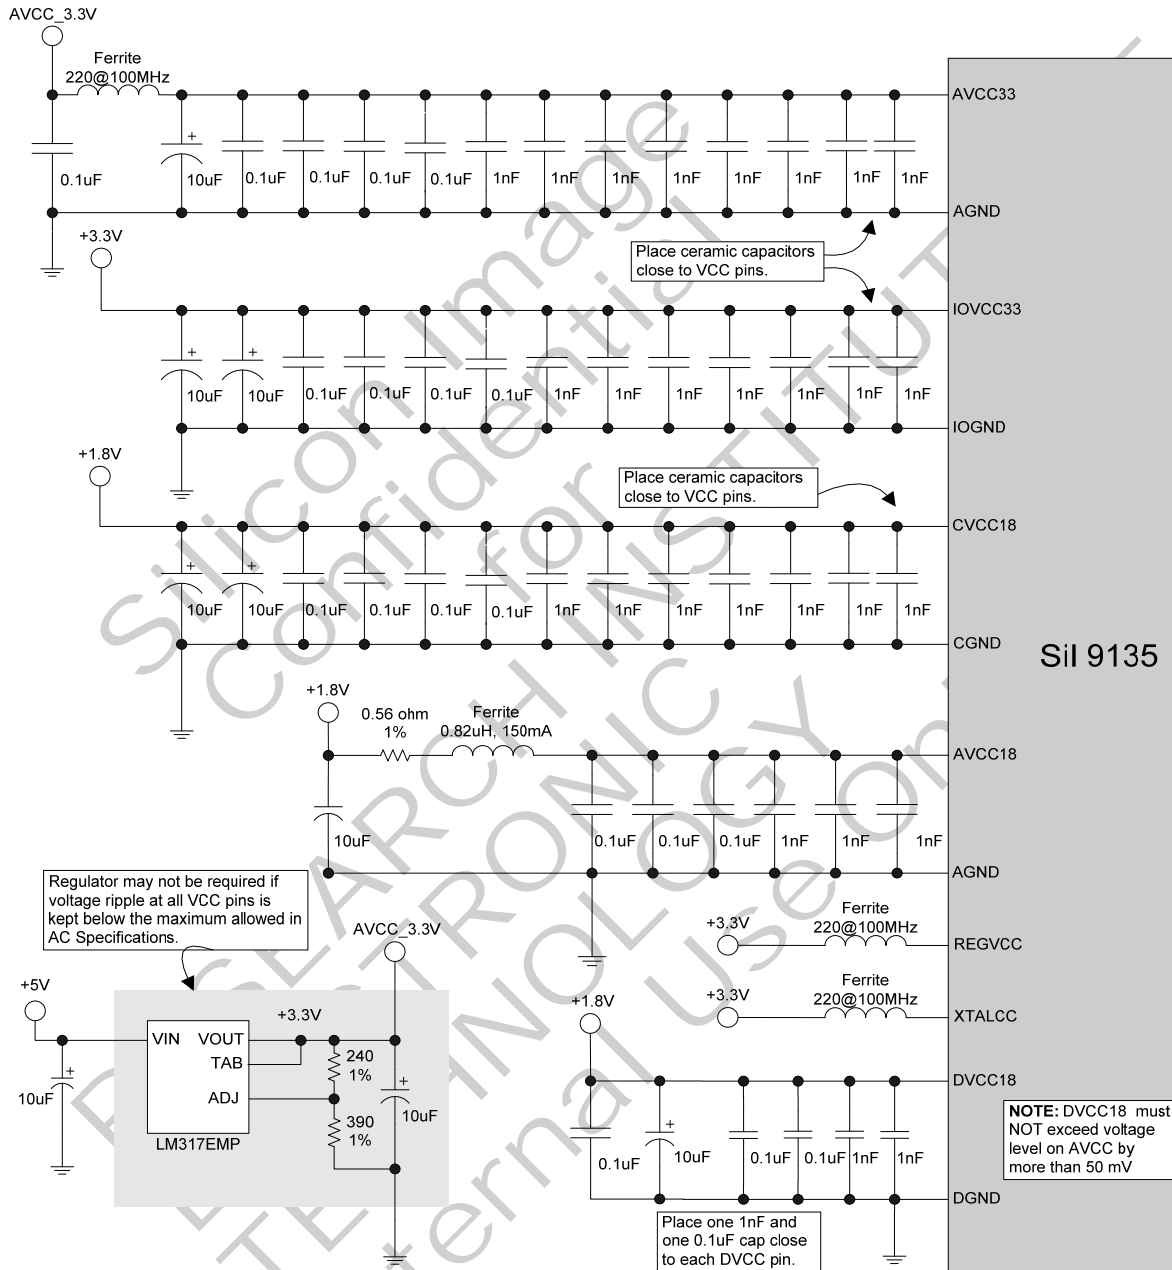 AVCC_3.3V
Ferrite
220@100MHz
AVCC33
+
0.1uF
10uF
0.1uF
0.1uF
0.1uF
0.1uF
1nF
1nF
1nF
1nF
1nF
1nF
1nF
1nF
AGND
+3.3V
Place ceramic capacitors
close to VCC pins.
IOVCC33
+
+
10uF
10uF
0.1uF
0.1uF
0.1uF
0.1uF
1nF
1nF
1nF
1nF
1nF
1nF
1nF
IOGND
+1.8V
Place ceramic capacitors
close to VCC pins.
CVCC18
+
+
10uF
10uF
0.1uF
0.1uF
0.1uF
0.1uF
1nF
1nF
1nF
1nF
1nF
1nF
1nF
CGND
SiI 9135
+1.8V
0.56 ohm
1%
Ferrite
0.82uH, 150mA
AVCC18
10uF
0.1uF
0.1uF
0.1uF
1nF
1nF
1nF
AGND
Regulator may not be required if
voltage ripple at all VCC pins is
kept below the maximum allowed in
AC Specifications.
AVCC_3.3V
+3.3V
Ferrite
220@100MHz
REGVCC
+3.3V
Ferrite
220@100MHz
XTALCC
+5V
+
10uF
VIN
VOUT
TAB
ADJ
LM317EMP
+3.3V
240
1%
390
1%
+
10uF
+1.8V
DVCC18
0.1uF
+
10uF
0.1uF
0.1uF
1nF
1nF
DGND
NOTE: DVCC18 must
NOT exceed voltage
level on AVCC by
more than 50 mV
Place one 1nF and
one 0.1uF cap close
to each DVCC pin.
Silicon Image
Confidential
for
RESEARCH INSTITUT
TRONIC
TECHNOLOGY
Internal Use On